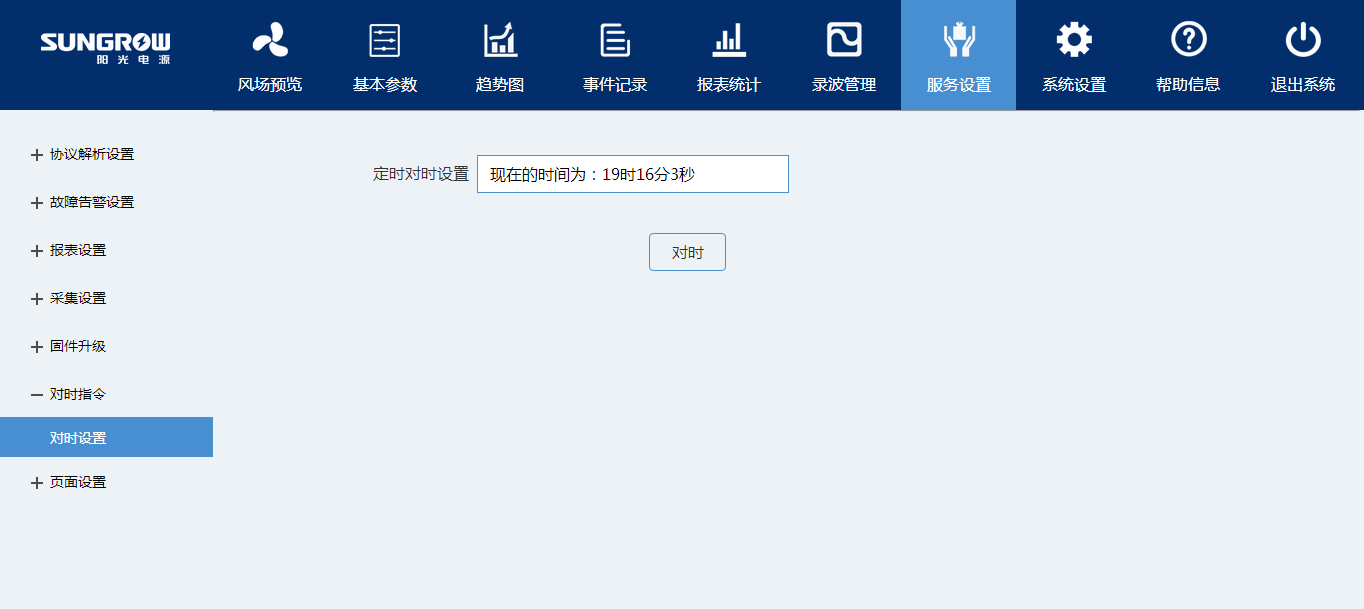 SUNGROW
阳光电源
风场预览
基本参数
趋势图
事件记录
报表统计
录波管理
服务设置
系统设置
帮助信息
退出系统
协议解析设置
故障告警设置
报表设置
采集设置
固件升级
对时指令
对时设置
页面设置
定时对时设置 现在的时间为：19时16分3秒
对时